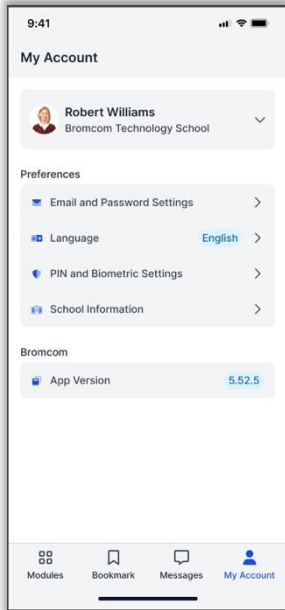 9:41
My Account
Robert Williams
Bromcom Technology School
Preferences
Email and Password Settings
Language English
PIN and Biometric Settings
School Information
Bromcom
App Version 5.52.5
Modules Bookmark Messages My Account